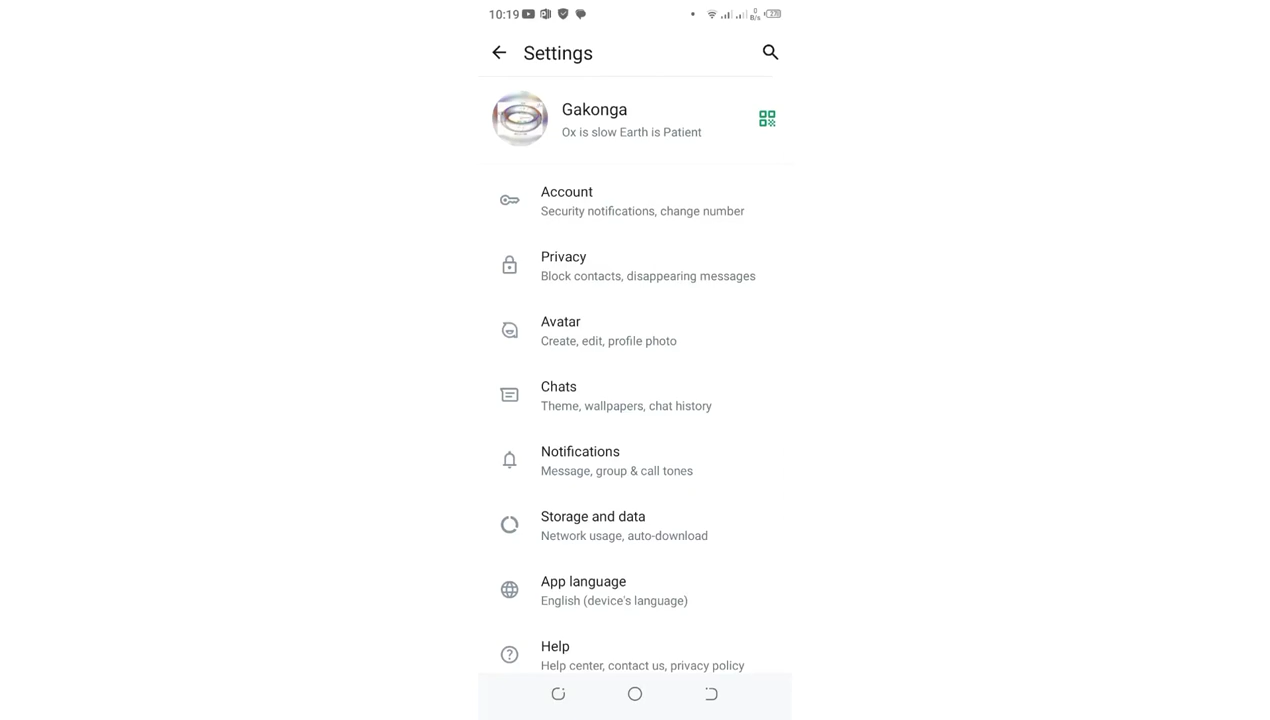 10:19
0
B/s
27
Settings
Gakonga
Ox is slow Earth is Patient
Account
Security notifications, change number
Privacy
Block contacts, disappearing messages
Avatar
Create, edit, profile photo
Chats
Theme, wallpapers, chat history
Notifications
Message, group & call tones
Storage and data
Network usage, auto-download
App language
English (device's language)
Help
Help center, contact us, privacy policy